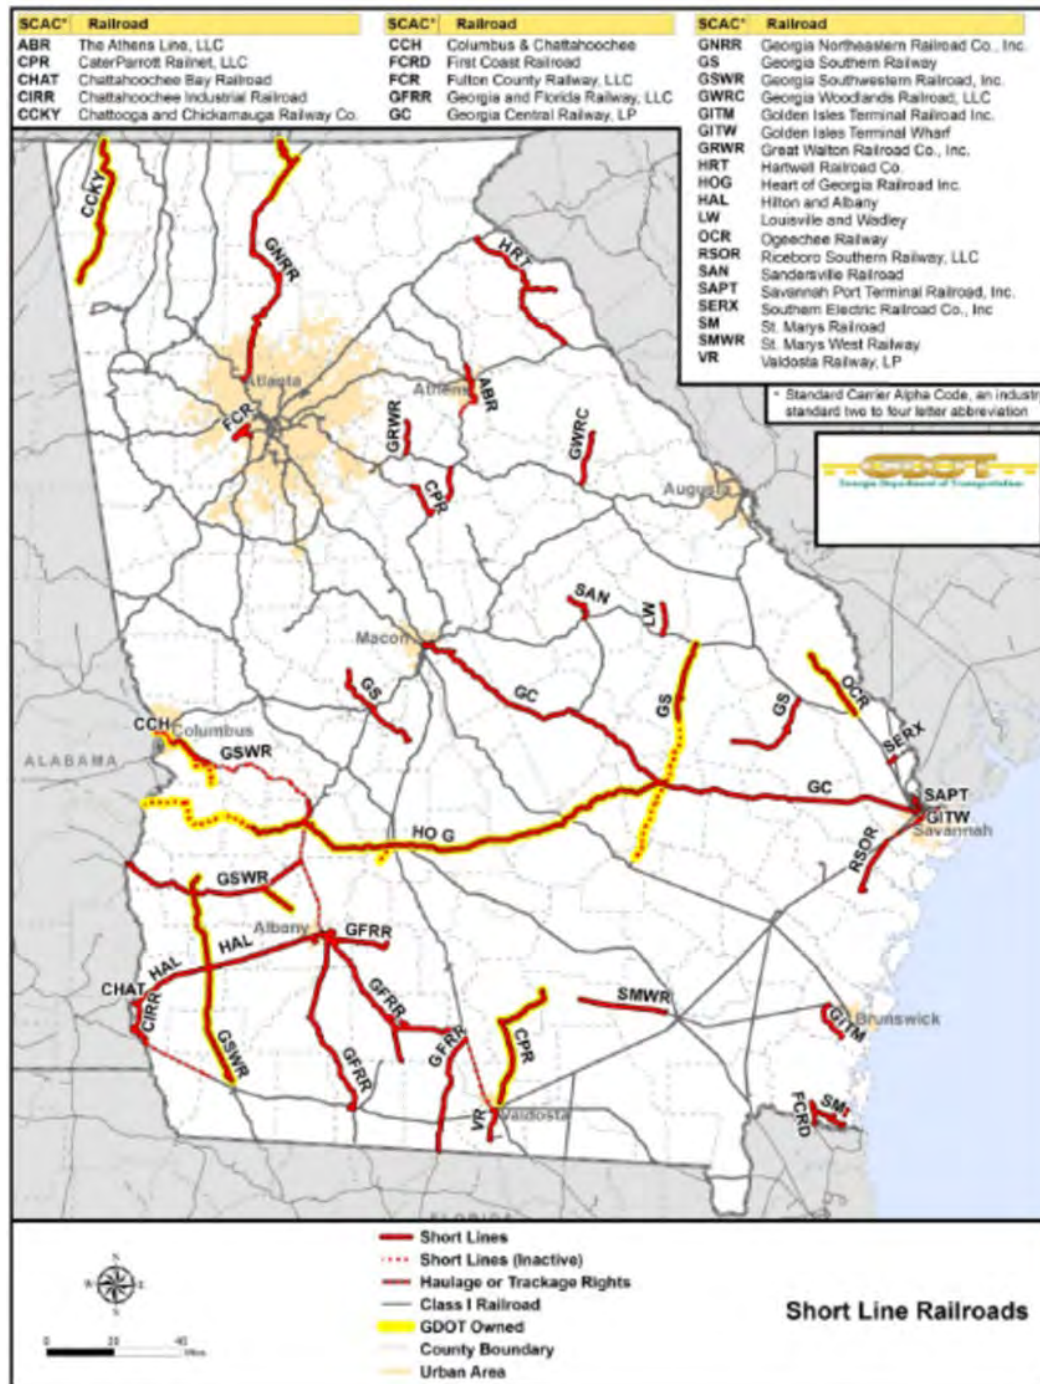 SCAC* Railroad
ABR The Athens Line, LLC
CPR CaterParrott Railnet, LLC
CHAT Chattahoochee Bay Railroad
CIRR Chattahoochee Industrial Railroad
CCKY Chattooga and Chickamauga Railway Co.
SCAC* Railroad
CCH Columbus & Chattahoochee
FCRD First Coast Railroad
FCR Fulton County Railway, LLC
GFRR Georgia and Florida Railway, LLC
GC Georgia Central Railway, LP
SCAC* Railroad
GNRR Georgia Northeastern Railroad Co., Inc.
GS Georgia Southern Railway
GSWR Georgia Southwestern Railroad, Inc.
GWRC Georgia Woodlands Railroad, LLC
GITM Golden Isles Terminal Railroad Inc.
GITW Golden Isles Terminal Wharf
GRWR Great Walton Railroad Co., Inc.
HRT Hartwell Railroad Co.
HOG Heart of Georgia Railroad Inc.
HAL Hilton and Albany
LW Louisville and Wadley
OCR Ogeechee Railway
RSOR Riceboro Southern Railway, LLC
SAN Sandersville Railroad
SAPT Savannah Port Terminal Railroad, Inc.
SERX Southern Electric Railroad Co., Inc
SM St. Marys Railroad
SMWR St. Marys West Railway
VR Valdosta Railway, LP
* Standard Carrier Alpha Code, an industry
standard two to four letter abbreviation
GDOT
Georgia Department of Transportation
CCKY
GNRR
HRT
Atlanta
Athens
ABR
FCR
GRWR
GWRC
CPR
Augusta
SAN
LW
Macon
GS
GC
GS
GS
OCR
CCH
Columbus
GSWR
SERX
ALABAMA
GC
SAPT
GITW
Savannah
HO G
RSOR
GSWR
Albany
GFRR
HAL
HAL
CHAT
CIRR
GFRR
SMWR
GSWR
GFRR
GFRR
CPR
GITM
Brunswick
VR
Valdosta
FCRD
SM
FLORIDA
Short Lines
Short Lines (Inactive)
Haulage or Trackage Rights
Class I Railroad
GDOT Owned
County Boundary
Urban Area
N
W E
S
0 20 40
Miles
Short Line Railroads